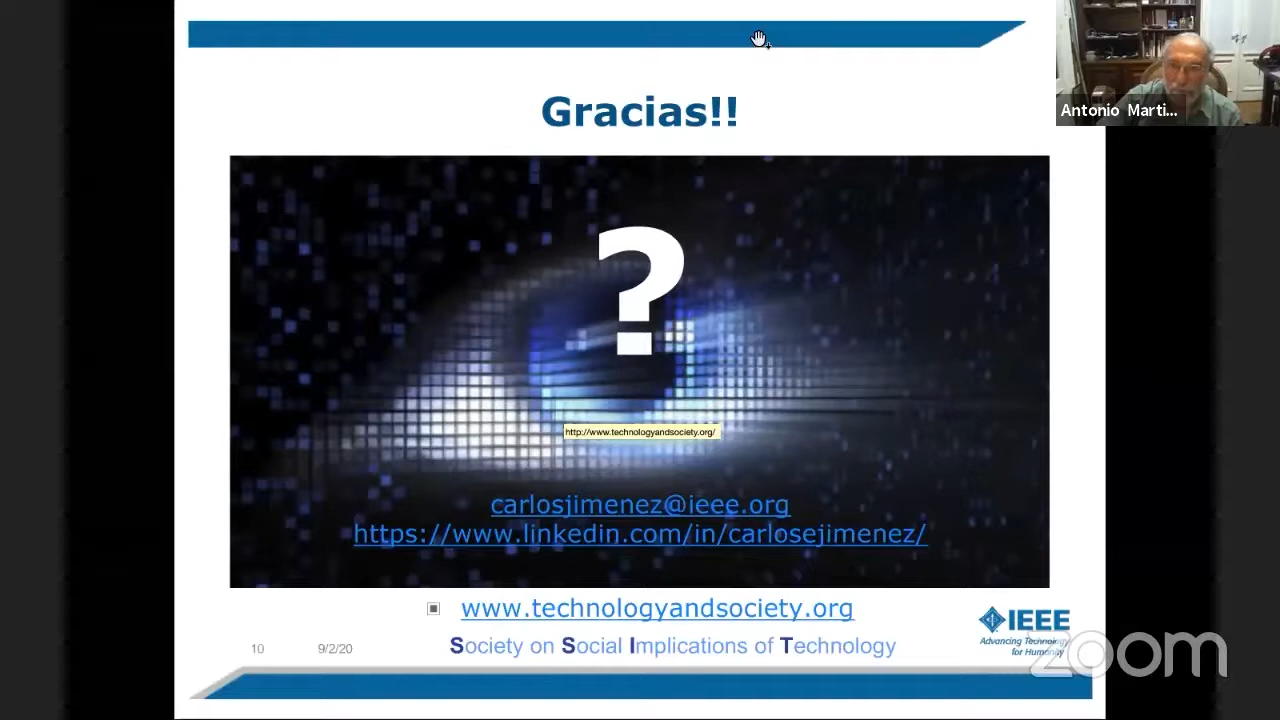 Gracias!!
Antonio Marti...
?
http://www.technologyandsociety.org/
carlosjimenez@ieee.org
https://www.linkedin.com/in/carlosejimenez/
www.technologyandsociety.org
Society on Social Implications of Technology
10
9/2/20
IEEE
Advancing Technology
for Humanity
zoom